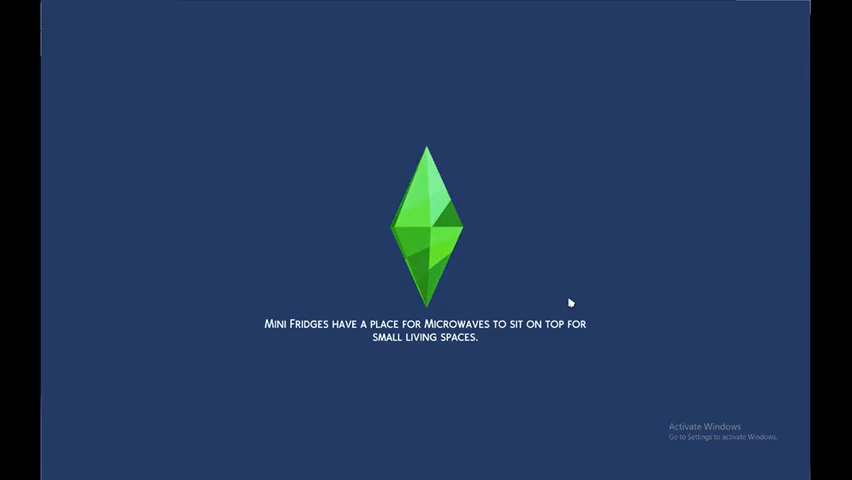 Mini Fridges have a place for Microwaves to sit on top for
small living spaces.
Activate Windows
Go to Settings to activate Windows.